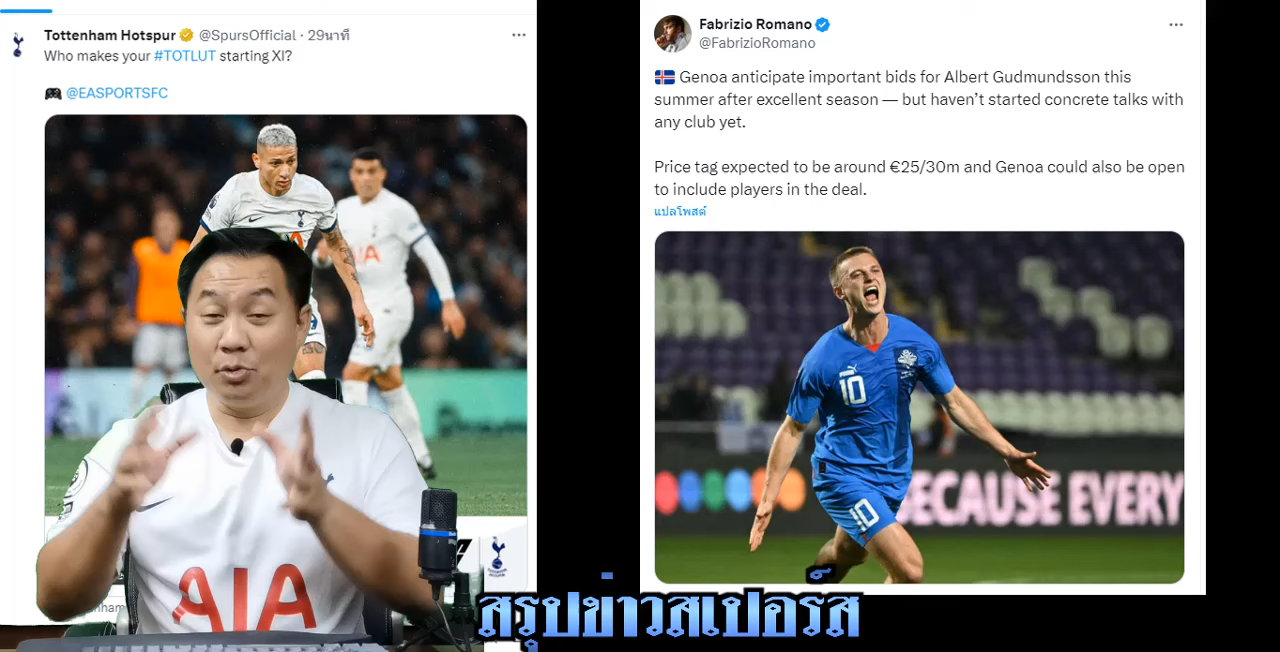 Tottenham Hotspur @SpursOfficial · 29นาที
Who makes your #TOTLUT starting XI?
🎮 @EASPORTSFC
AIA
Fabrizio Romano
@FabrizioRomano
🇮🇸 Genoa anticipate important bids for Albert Gudmundsson this
summer after excellent season — but haven’t started concrete talks with
any club yet.
Price tag expected to be around €25/30m and Genoa could also be open
to include players in the deal.
แปลโพสต์
10
10
BECAUSE EVERY
สรุปข่าวสเปอร์ส